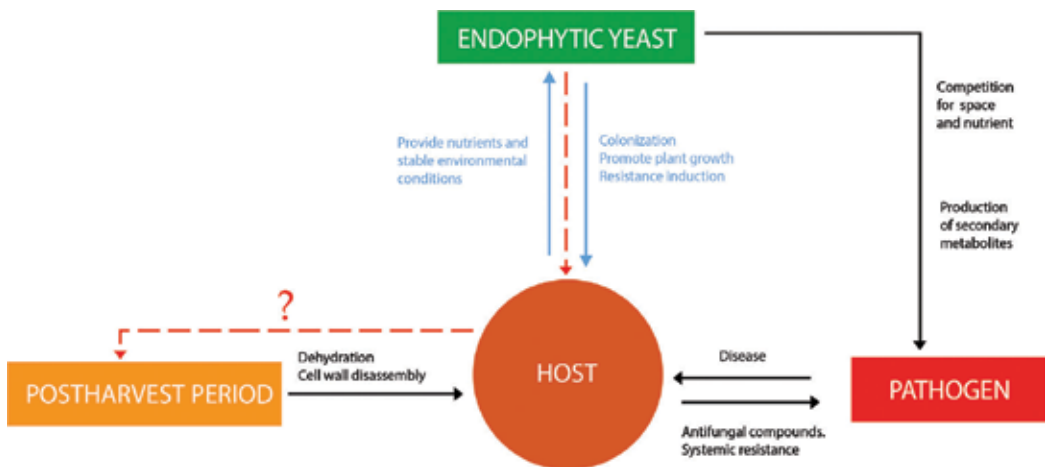 ENDOPHYTIC YEAST
Competition
for space
and nutrient
Provide nutrients and
stable environmental
conditions
Colonization
Promote plant growth
Resistance induction
Production
of secondary
metabolites
?
Dehydration
Cell wall disassembly
POSTHARVEST PERIOD
HOST
Disease
PATHOGEN
Antifungal compounds.
Systemic resistance